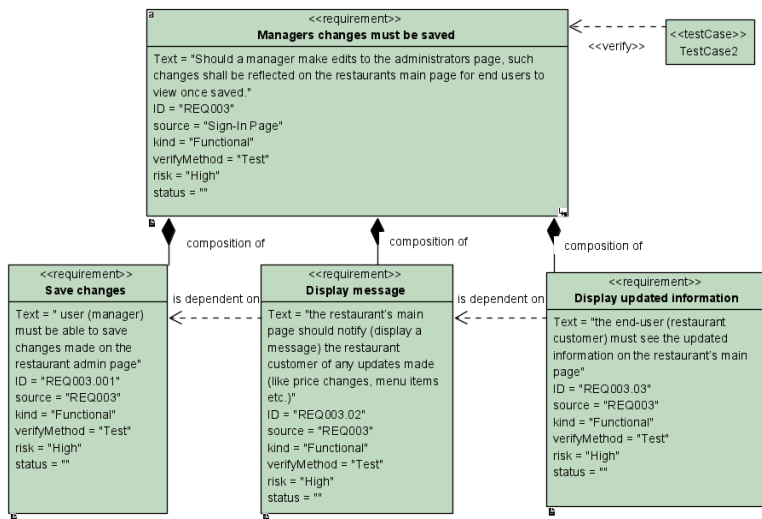 a
<<requirement>>
Managers changes must be saved
Text = "Should a manager make edits to the administrators page, such
changes shall be reflected on the restaurants main page for end users to
view once saved."
ID = "REQ003"
source = "Sign-In Page"
kind = "Functional"
verifyMethod = "Test"
risk = "High"
status = ""
<<verify>>
<<testCase>>
TestCase2
composition of
composition of
composition of
<<requirement>>
Save changes
Text = " user (manager)
must be able to save
changes made on the
restaurant admin page"
ID = "REQ003.001"
source = "REQ003"
kind = "Functional"
verifyMethod = "Test"
risk = "High"
status = ""
is dependent on
<<requirement>>
Display message
Text = "the restaurant's main
page should notify (display a
message) the restaurant
customer of any updates made
(like price changes, menu items
etc.)"
ID = "REQ003.02"
source = "REQ003"
kind = "Functional"
verifyMethod = "Test"
risk = "High"
status = ""
is dependent on
<<requirement>>
Display updated information
Text = "the end-user (restaurant
customer) must see the updated
information on the restaurant's main
page"
ID = "REQ003.03"
source = "REQ003"
kind = "Functional"
verifyMethod = "Test"
risk = "High"
status = ""